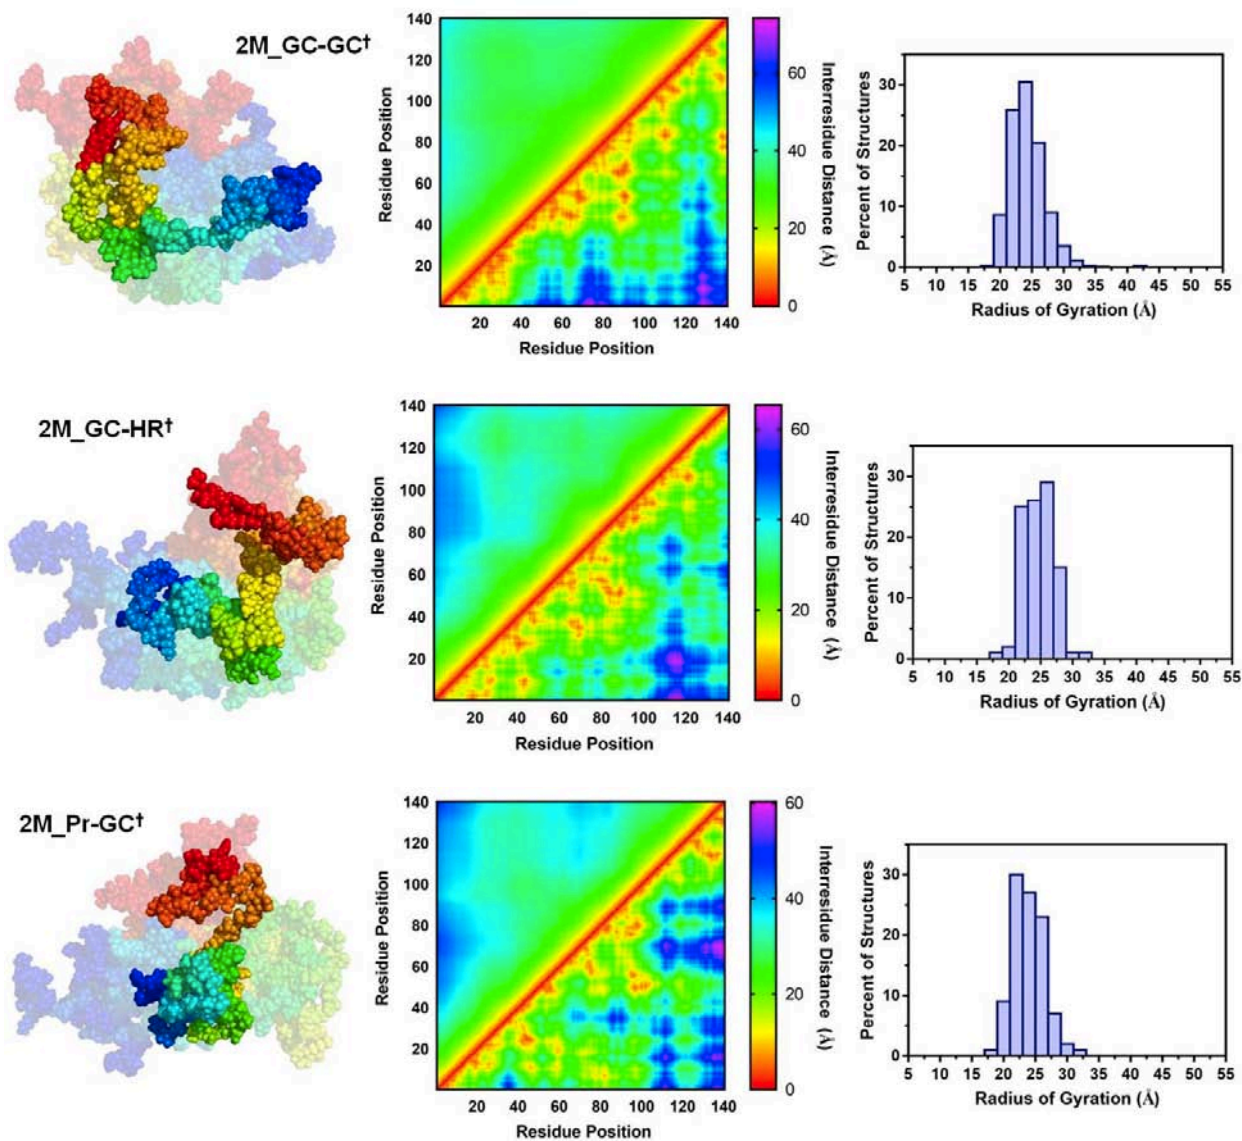 2M_GC-GC†
140
120
100
80
60
40
20
Residue Position
20 40 60 80 100 120 140
Residue Position
60
40
20
0
Interresidue Distance (Å)
30
20
10
0
Percent of Structures
5 10 15 20 25 30 35 40 45 50 55
Radius of Gyration (Å)
2M_GC-HR†
140
120
100
80
60
40
20
Residue Position
20 40 60 80 100 120 140
Residue Position
60
40
20
0
Interresidue Distance (Å)
30
20
10
0
Percent of Structures
5 10 15 20 25 30 35 40 45 50 55
Radius of Gyration (Å)
2M_Pr-GC†
140
120
100
80
60
40
20
Residue Position
20 40 60 80 100 120 140
Residue Position
60
40
20
0
Interresidue Distance (Å)
30
20
10
0
Percent of Structures
5 10 15 20 25 30 35 40 45 50 55
Radius of Gyration (Å)